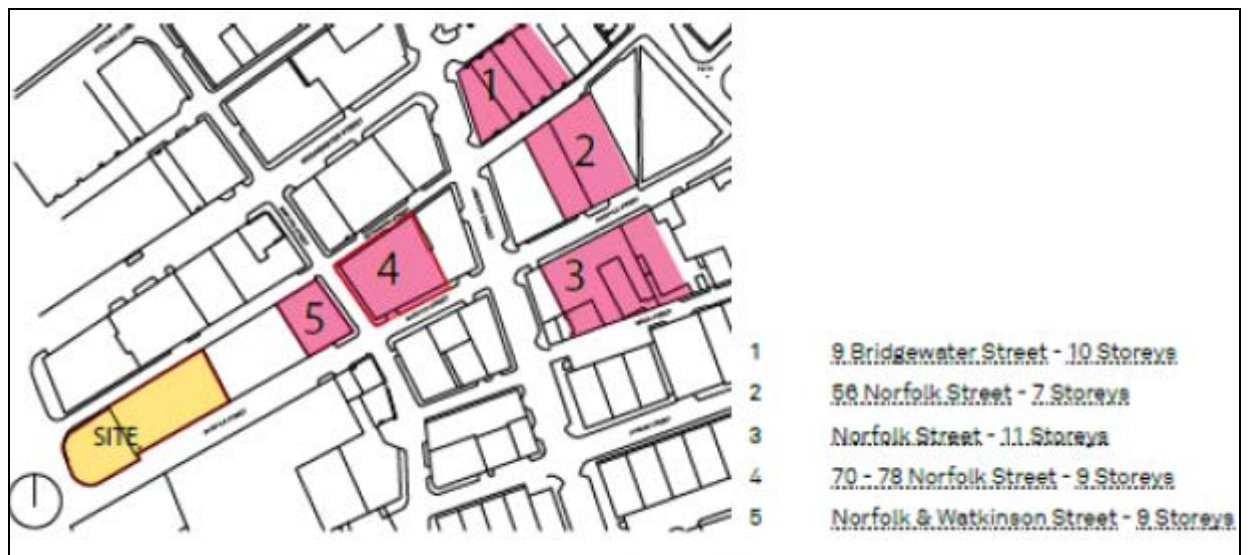 1
2
3
4
5
SITE
1 9 Bridgewater Street - 10 Storeys
2 56 Norfolk Street - 7 Storeys
3 Norfolk Street - 11 Storeys
4 70 - 78 Norfolk Street - 9 Storeys
5 Norfolk & Watkinson Street - 9 Storeys